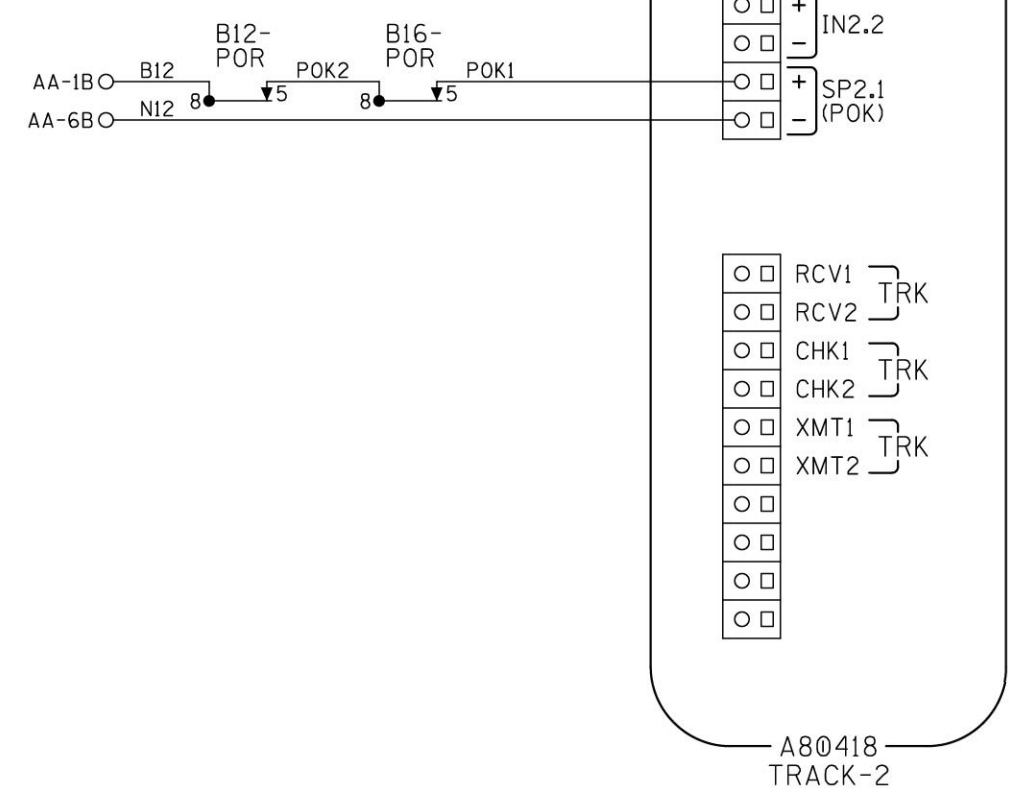 +
IN2.2
−
B12-
POR
B16-
POR
AA-1B
B12
8
5
POK2
8
5
POK1
+
SP2.1
(POK)
−
AA-6B
N12
RCV1
TRK
RCV2
CHK1
TRK
CHK2
XMT1
TRK
XMT2
A80418
TRACK-2